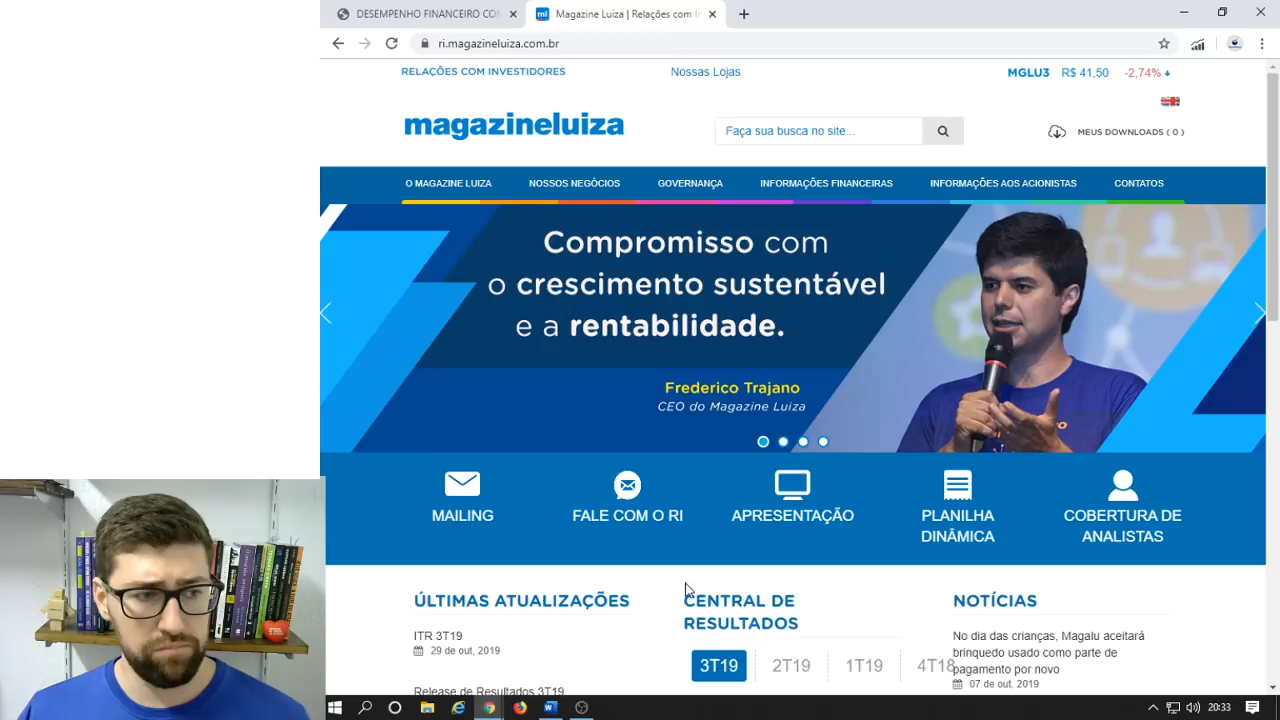 DESEMPENHO FINANCEIRO CON
Magazine Luiza | Relações com I
ri.magazineluiza.com.br
RELAÇÕES COM INVESTIDORES
Nossas Lojas
MGLU3 R$ 41,50 -2,74%
magazineluiza
Faça sua busca no site...
MEUS DOWNLOADS ( 0 )
O MAGAZINE LUIZA NOSSOS NEGÓCIOS GOVERNANÇA INFORMAÇÕES FINANCEIRAS INFORMAÇÕES AOS ACIONISTAS CONTATOS
Compromisso com
o crescimento sustentável
e a rentabilidade.
Frederico Trajano
CEO do Magazine Luiza
MAILING
FALE COM O RI
APRESENTAÇÃO
PLANILHA
DINÂMICA
COBERTURA DE
ANALISTAS
ÚLTIMAS ATUALIZAÇÕES
ITR 3T19
29 de out, 2019
Release de Resultados 3T19
CENTRAL DE
RESULTADOS
3T19 2T19 1T19 4T18
NOTÍCIAS
No dia das crianças, Magalu aceitará
brinquedo usado como parte de
pagamento por novo
07 de out, 2019
20:33